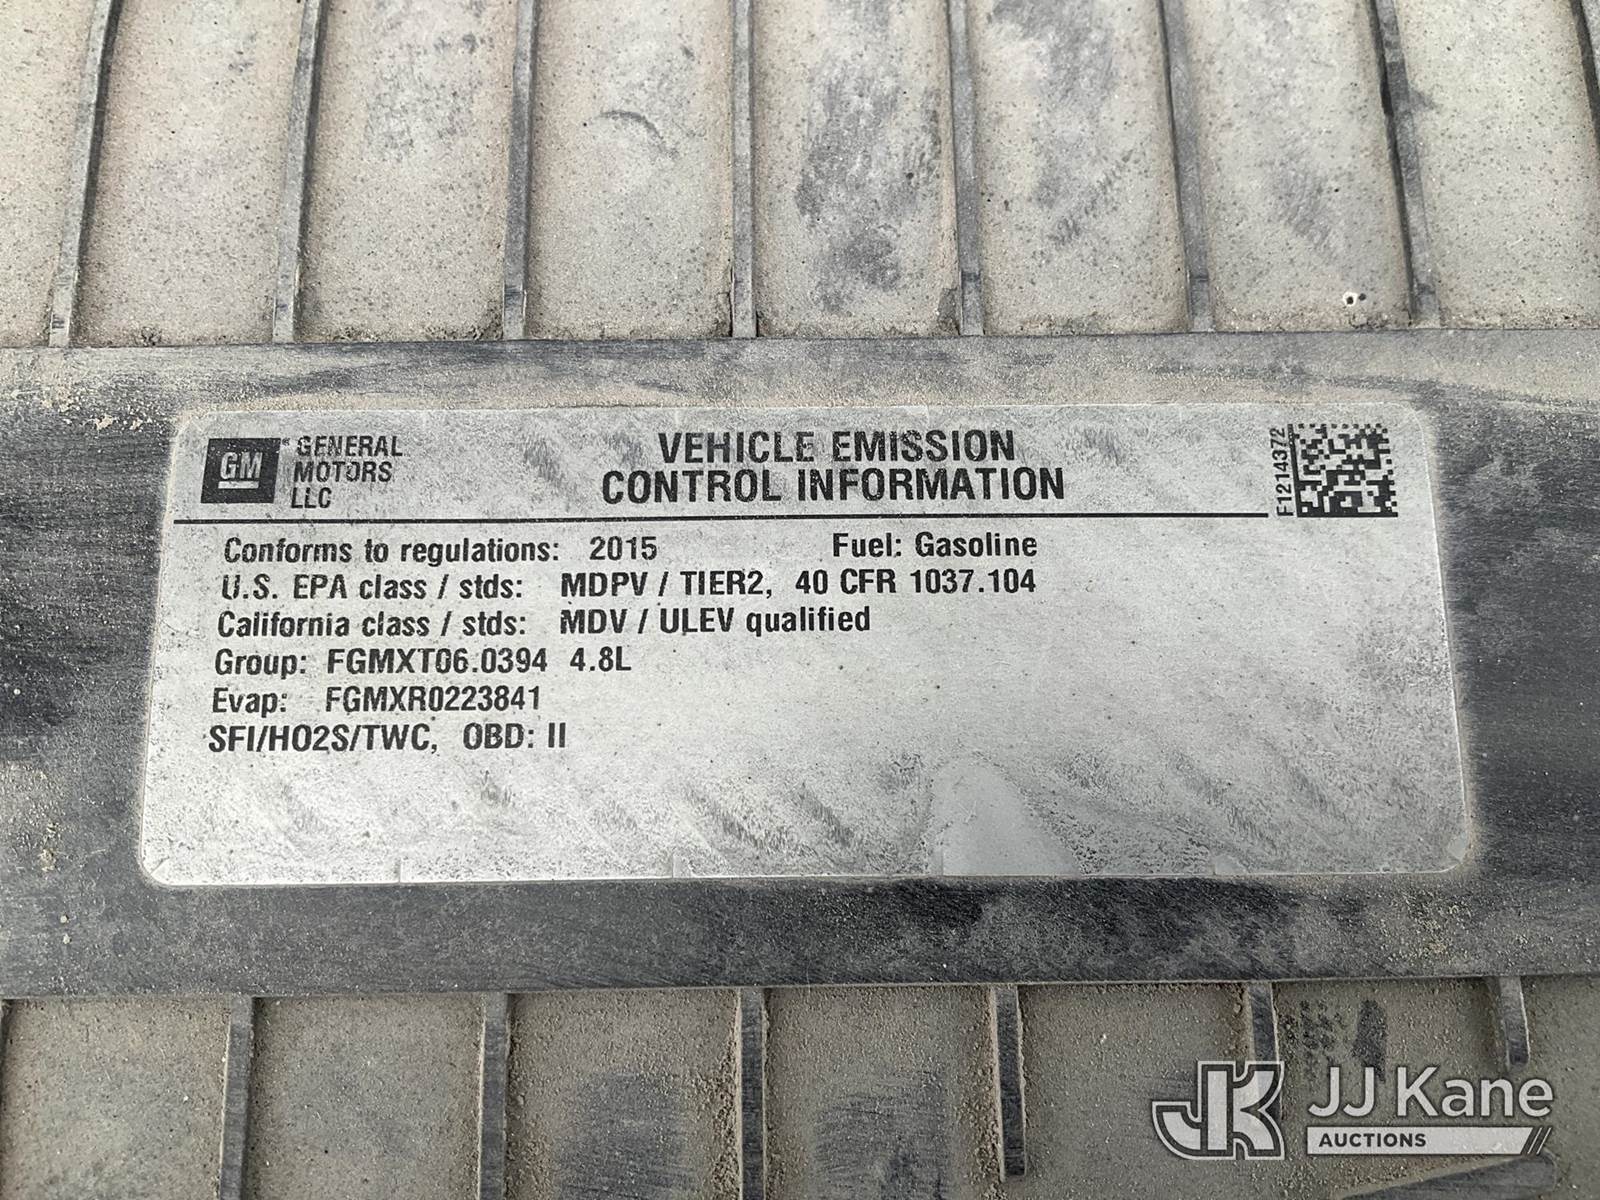 GM ® GENERAL
MOTORS
LLC
VEHICLE EMISSION
CONTROL INFORMATION
F1214372
Conforms to regulations: 2015 Fuel: Gasoline
U.S. EPA class / stds: MDPV / TIER2, 40 CFR 1037.104
California class / stds: MDV / ULEV qualified
Group: FGMXT06.0394 4.8L
Evap: FGMXR0223841
SFI/HO2S/TWC, OBD: II
JK JJ Kane
AUCTIONS